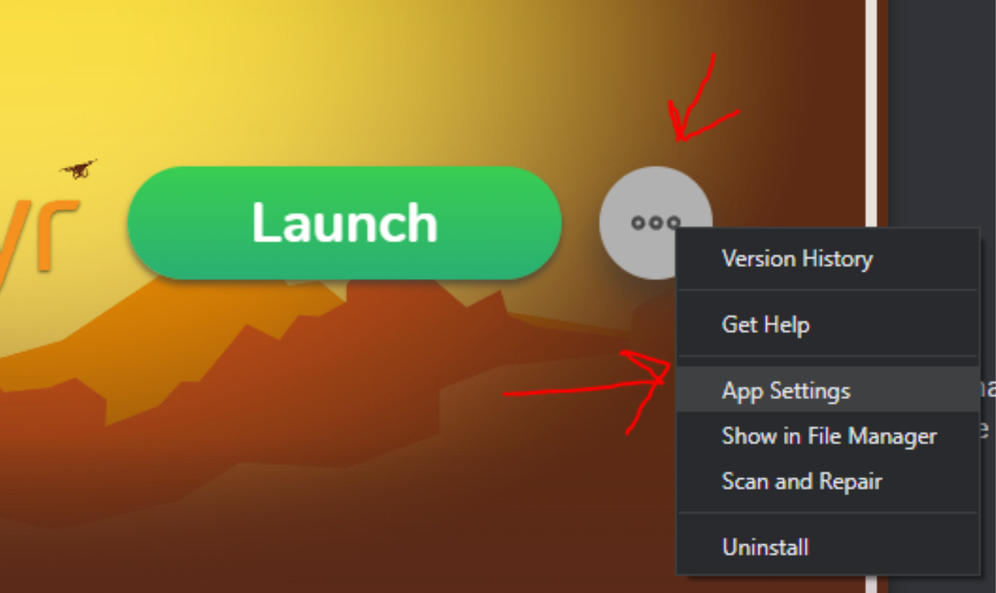 yr
Launch
Version History
Get Help
App Settings
Show in File Manager
Scan and Repair
Uninstall